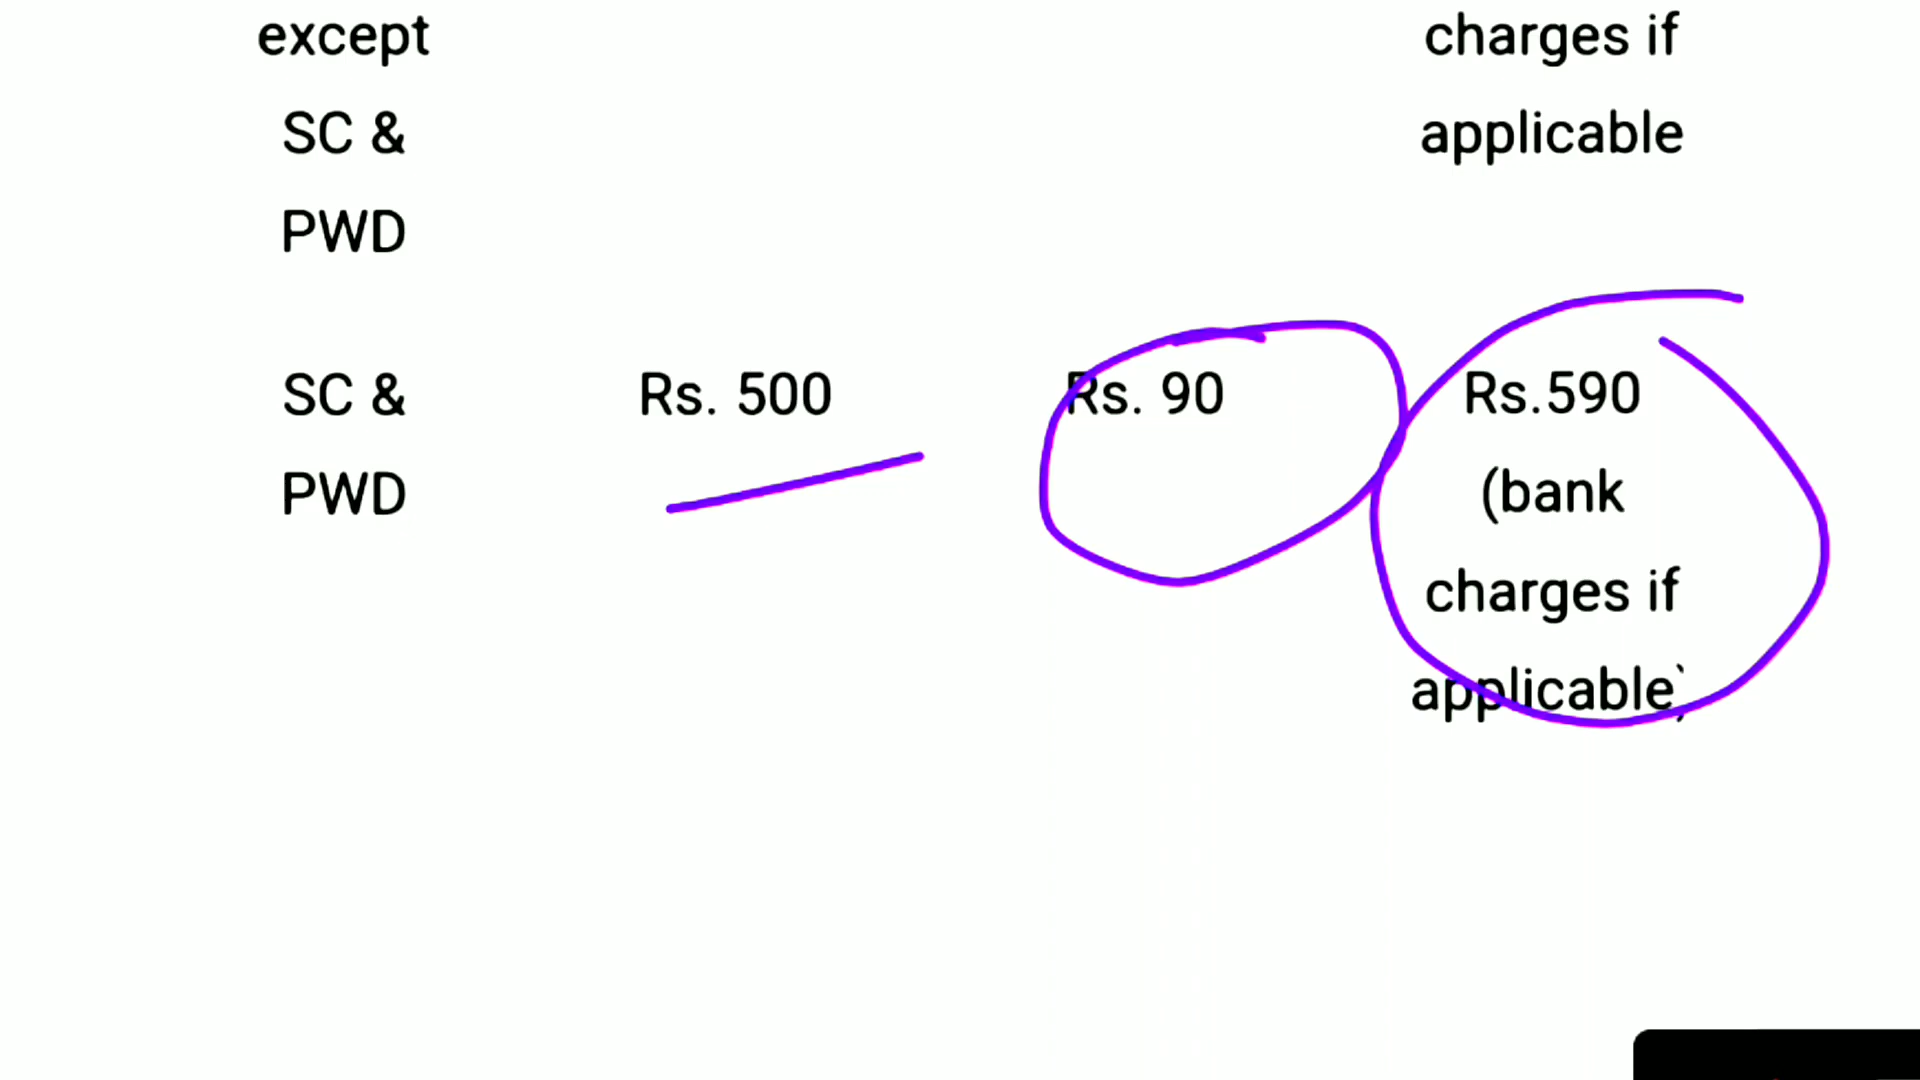 except charges if
SC & applicable
PWD
SC & Rs. 500 Rs. 90 Rs.590
PWD (bank
charges if
applicable)